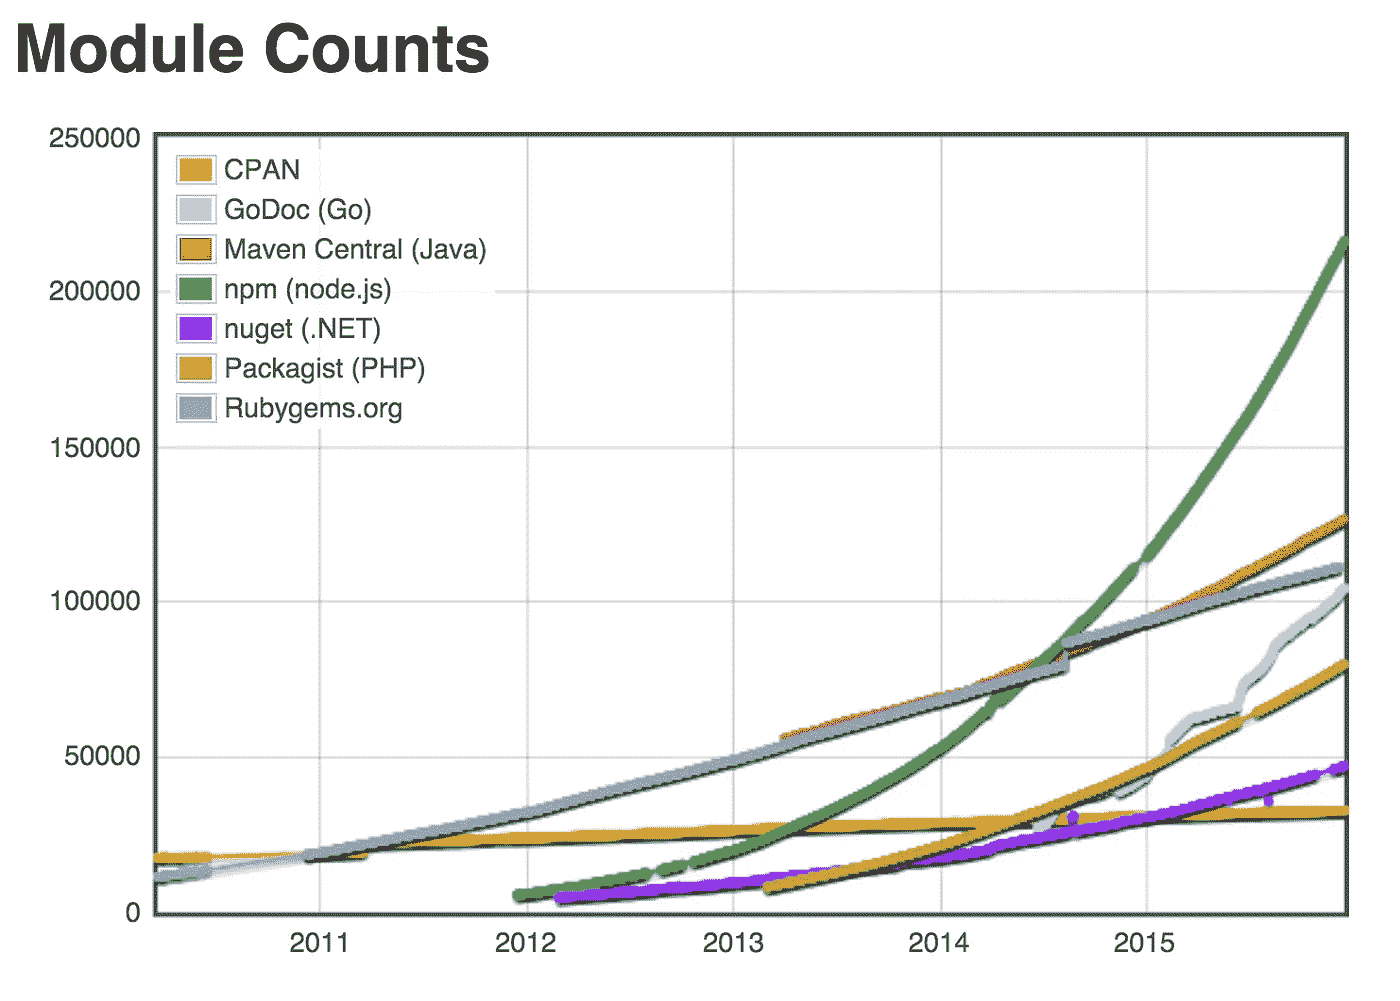 Module Counts
250000
200000
150000
100000
50000
0
CPAN
GoDoc (Go)
Maven Central (Java)
npm (node.js)
nuget (.NET)
Packagist (PHP)
Rubygems.org
2011
2012
2013
2014
2015